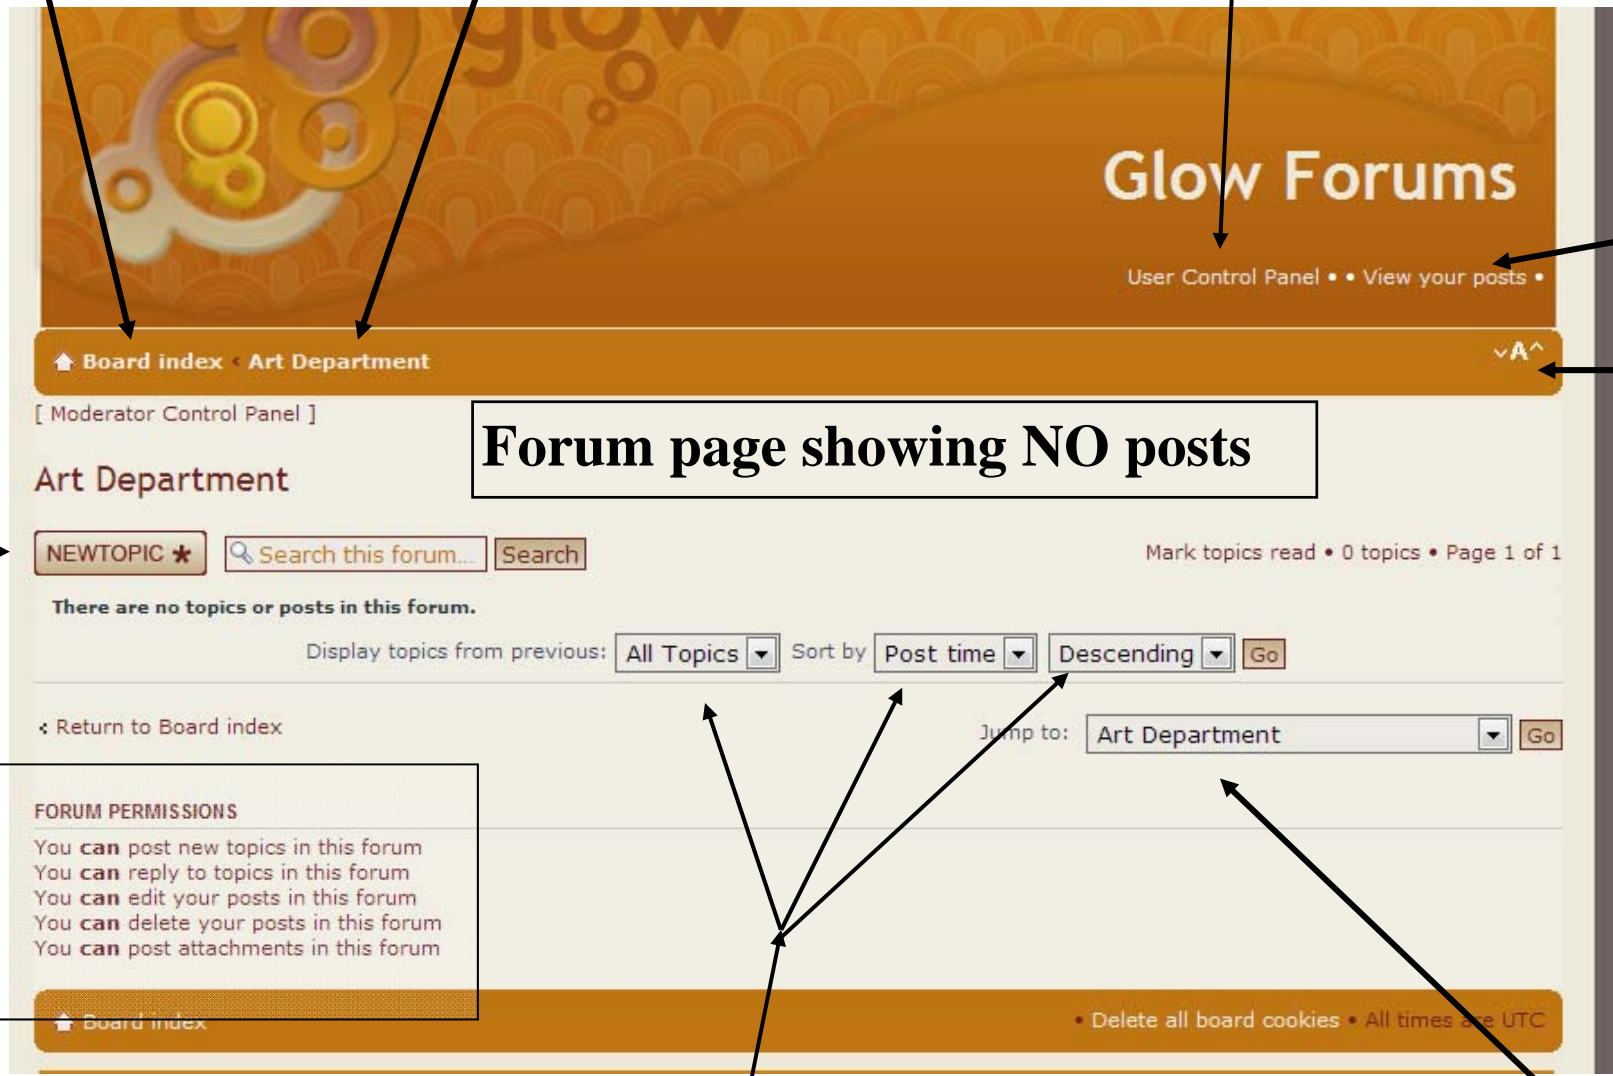 glow
Glow Forums
User Control Panel • • View your posts •
Board index ‹ Art Department
˅A^
[ Moderator Control Panel ]
Forum page showing NO posts
Art Department
NEWTOPIC * Search this forum... Search Mark topics read • 0 topics • Page 1 of 1
There are no topics or posts in this forum.
Display topics from previous: All Topics Sort by Post time Descending Go
‹ Return to Board index Jump to: Art Department Go
FORUM PERMISSIONS
You can post new topics in this forum
You can reply to topics in this forum
You can edit your posts in this forum
You can delete your posts in this forum
You can post attachments in this forum
Board index • Delete all board cookies • All times are UTC